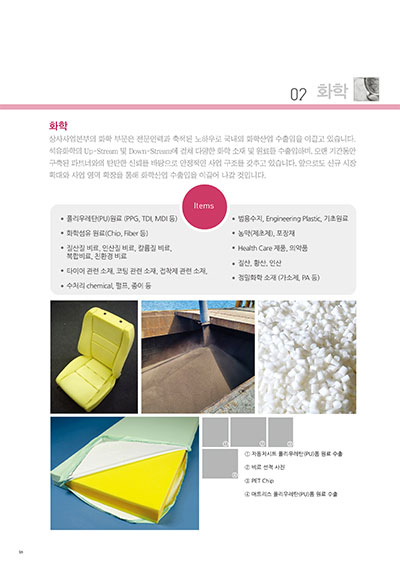 02 화학
화학
상사사업본부의 화학 부문은 전문인력과 축적된 노하우로 국내외 화학산업 수출입을 이끌고 있습니다.
석유화학의 Up-Stream 및 Down-Stream에 걸쳐 다양한 화학 소재 및 원료를 수출입하며, 오랜 기간동안
구축된 파트너와의 탄탄한 신뢰를 바탕으로 안정적인 사업 구조를 갖추고 있습니다. 앞으로도 신규 시장
확대와 사업 영역 확장을 통해 화학산업 수출입을 이끌어 나갈 것입니다.
Items
• 폴리우레탄(PU)원료 (PPG, TDI, MDI 등)
• 화학섬유 원료(Chip, Fiber 등)
• 질산질 비료, 인산질 비료, 칼륨질 비료,
복합비료, 친환경 비료
• 타이어 관련 소재, 코팅 관련 소재, 접착제 관련 소재,
• 수처리 chemical, 펄프, 종이 등
• 범용수지, Engineering Plastic, 기초원료
• 농약(제초제), 포장재
• Health Care 제품, 의약품
• 질산, 황산, 인산
• 정밀화학 소재 (가소제, PA 등)
① ② ③
④
① 자동차시트 폴리우레탄(PU)폼 원료 수출
② 비료 선적 사진
③ PET Chip
④ 매트리스 폴리우레탄(PU)폼 원료 수출